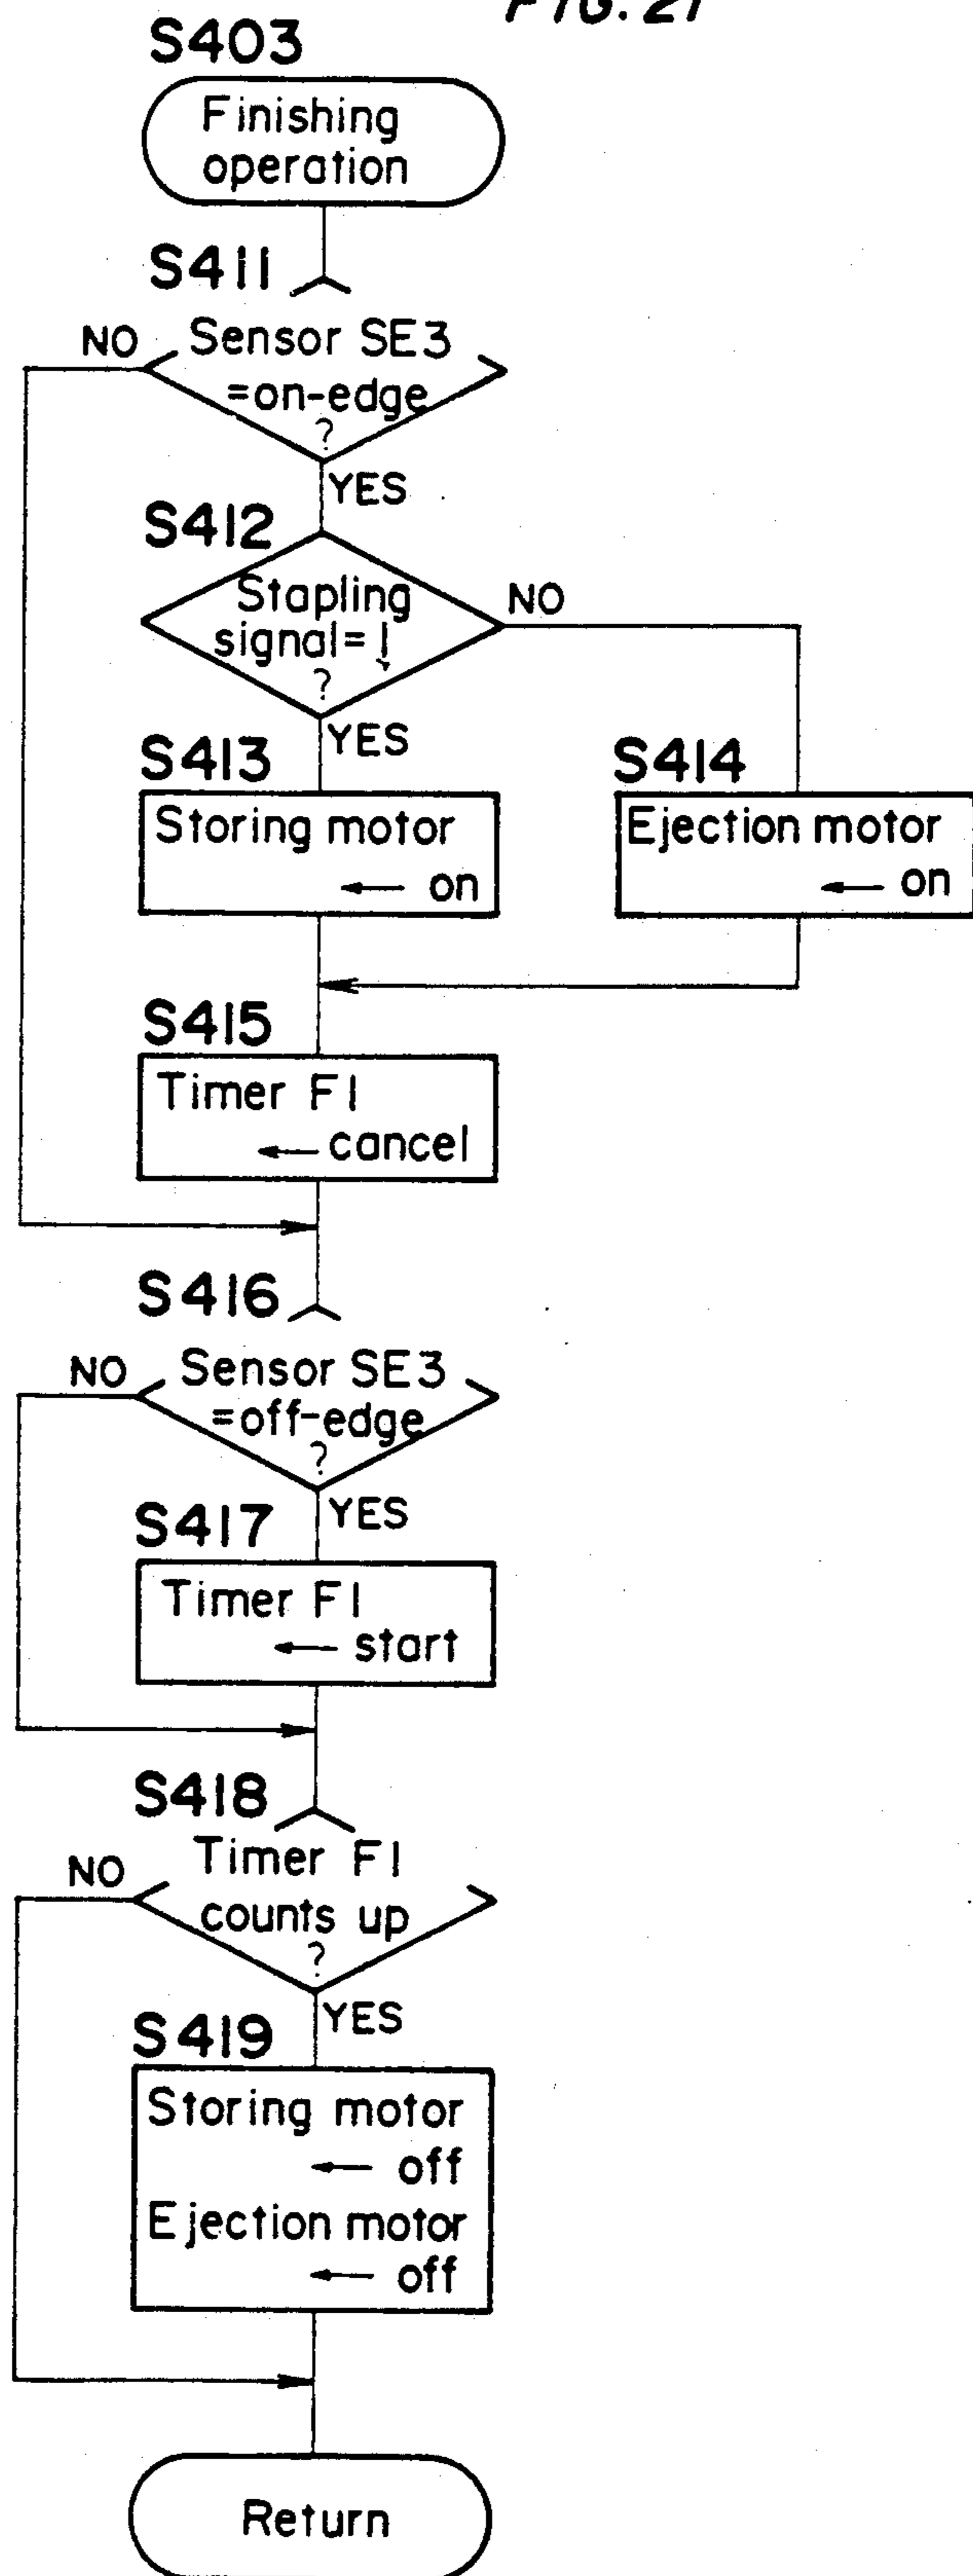 FIG. 21
S403
Finishing
operation
S411
NO
Sensor SE3
=on-edge
?
YES
S412
Stapling
signal=1
?
NO
YES
S413
Storing motor
← on
S414
Ejection motor
← on
S415
Timer F1
← cancel
S416
NO
Sensor SE3
=off-edge
?
YES
S417
Timer F1
← start
S418
NO
Timer F1
counts up
?
YES
S419
Storing motor
← off
Ejection motor
← off
Return